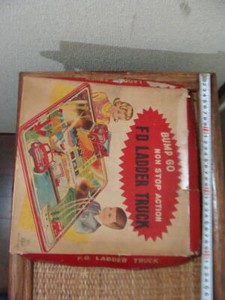 BUMP GO
NON STOP ACTION
F·D LADDER TRUCK
F·D LADDER TRUCK